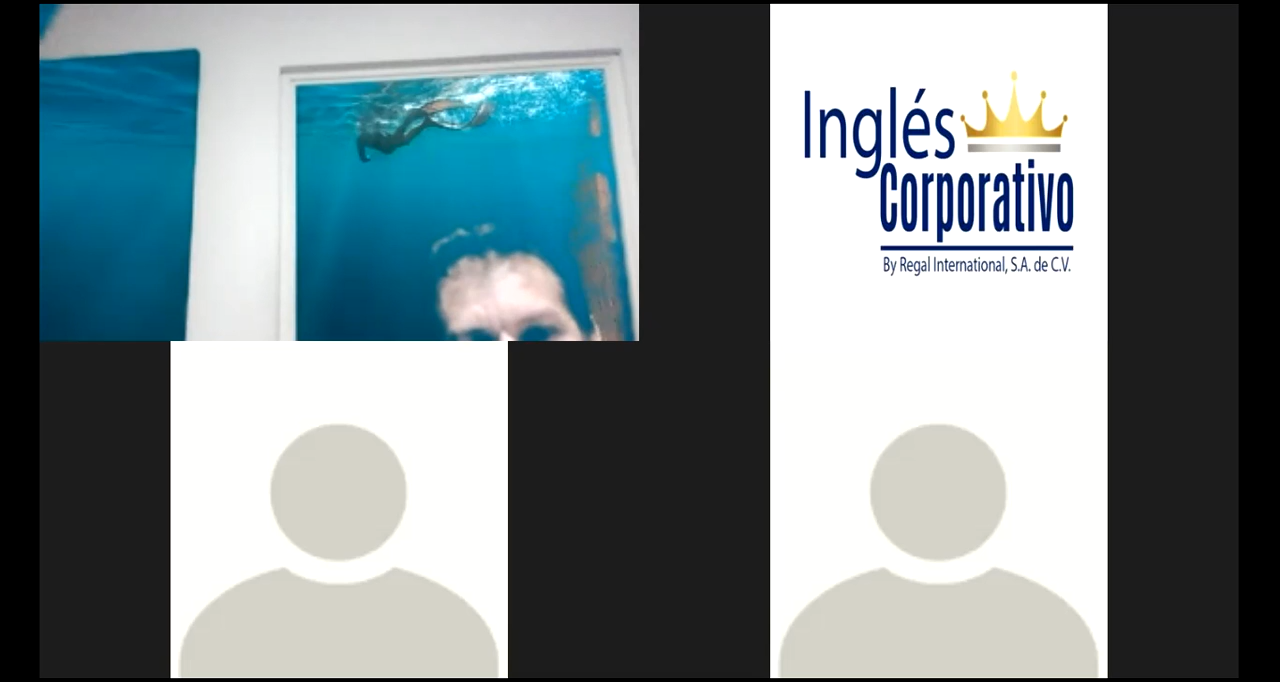 Inglés
Corporativo
By Regal International, S.A. de C.V.